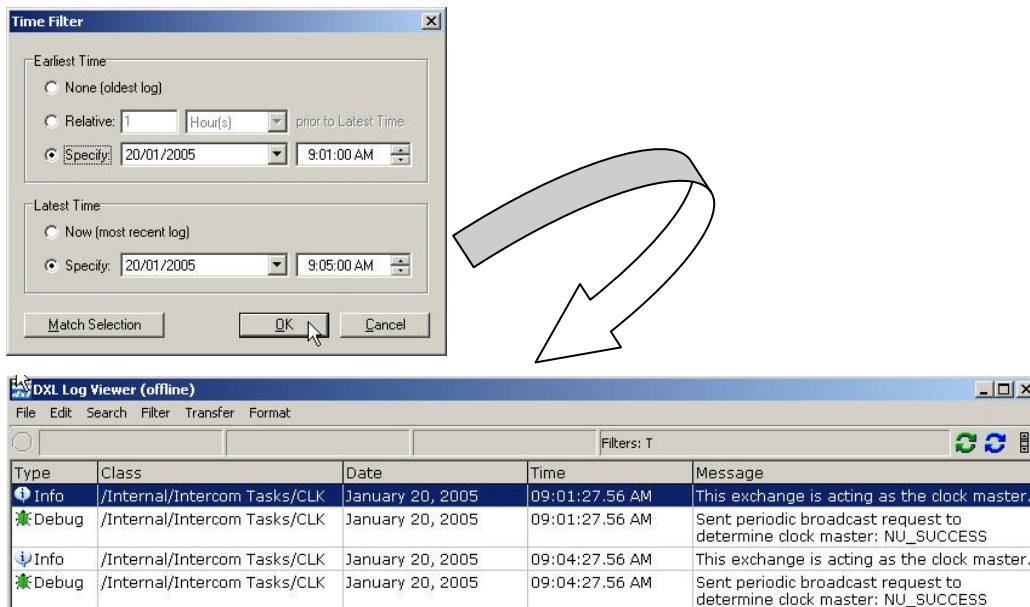 Time Filter
Earliest Time
None (oldest log)
Relative: 1 Hour(s) prior to Latest Time
Specify: 20/01/2005 9:01:00 AM
Latest Time
Now (most recent log)
Specify: 20/01/2005 9:05:00 AM
Match Selection OK Cancel
DXL Log Viewer (offline)
File Edit Search Filter Transfer Format
Filters: T
Type Class Date Time Message
Info /Internal/Intercom Tasks/CLK January 20, 2005 09:01:27.56 AM This exchange is acting as the clock master.
Debug /Internal/Intercom Tasks/CLK January 20, 2005 09:01:27.56 AM Sent periodic broadcast request to
determine clock master: NU_SUCCESS
Info /Internal/Intercom Tasks/CLK January 20, 2005 09:04:27.56 AM This exchange is acting as the clock master.
Debug /Internal/Intercom Tasks/CLK January 20, 2005 09:04:27.56 AM Sent periodic broadcast request to
determine clock master: NU_SUCCESS